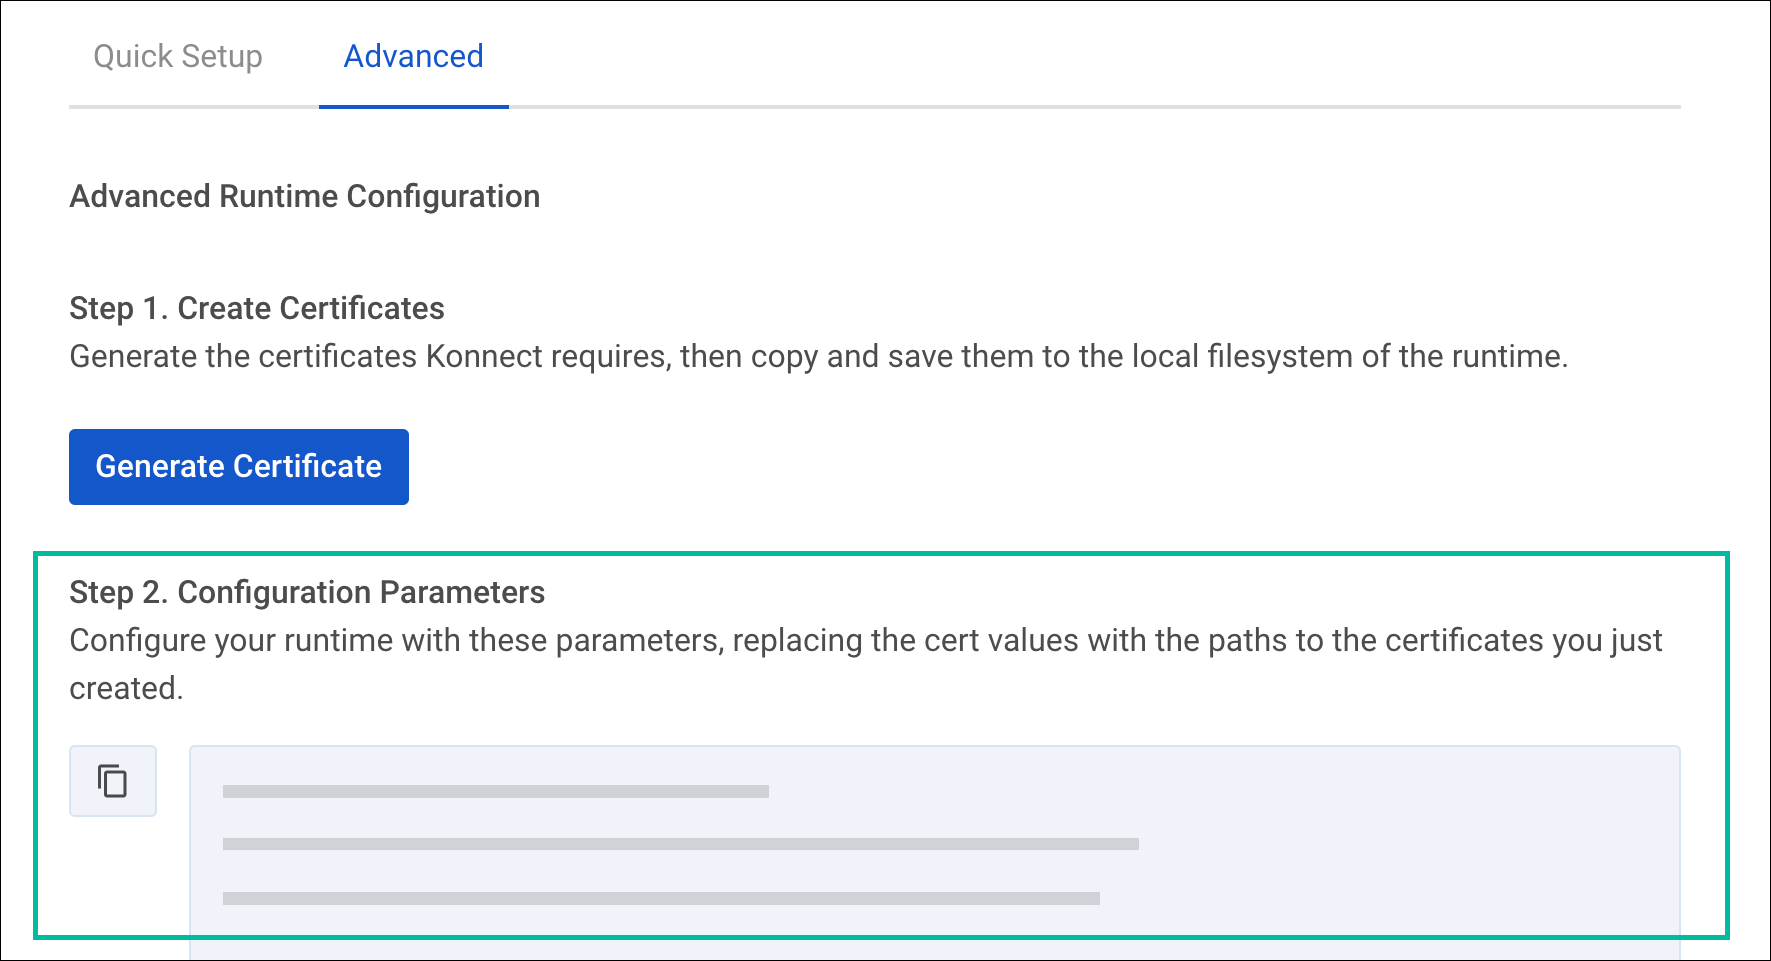 Quick Setup
Advanced
Advanced Runtime Configuration
Step 1. Create Certificates
Generate the certificates Konnect requires, then copy and save them to the local filesystem of the runtime.
Generate Certificate
Step 2. Configuration Parameters
Configure your runtime with these parameters, replacing the cert values with the paths to the certificates you just
created.